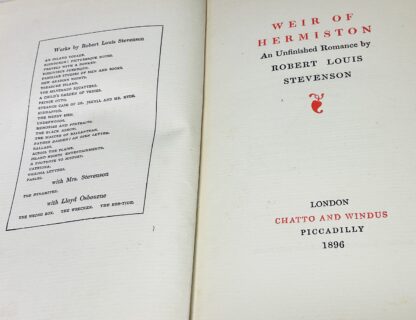 Works by Robert Louis Stevenson
AN INLAND VOYAGE.
EDINBURGH: PICTURESQUE NOTES.
TRAVELS WITH A DONKEY.
VIRGINIBUS PUERISQUE.
FAMILIAR STUDIES OF MEN AND BOOKS.
NEW ARABIAN NIGHTS.
TREASURE ISLAND.
THE SILVERADO SQUATTERS.
A CHILD'S GARDEN OF VERSES.
PRINCE OTTO.
STRANGE CASE OF DR. JEKYLL AND MR. HYDE.
KIDNAPPED.
THE MERRY MEN.
UNDERWOODS.
MEMORIES AND PORTRAITS.
THE BLACK ARROW.
THE MASTER OF BALLANTRAE.
FATHER DAMIEN: AN OPEN LETTER.
BALLADS.
ACROSS THE PLAINS.
ISLAND NIGHTS ENTERTAINMENTS.
A FOOTNOTE TO HISTORY.
CATRIONA.
VAILIMA LETTERS.
FABLES.
with Mrs. Stevenson
THE DYNAMITER.
with Lloyd Osbourne
THE WRONG BOX. THE WRECKER. THE EBB-TIDE.
WEIR OF
HERMISTON
An Unfinished Romance by
ROBERT LOUIS
STEVENSON
LONDON
CHATTO AND WINDUS
PICCADILLY
1896